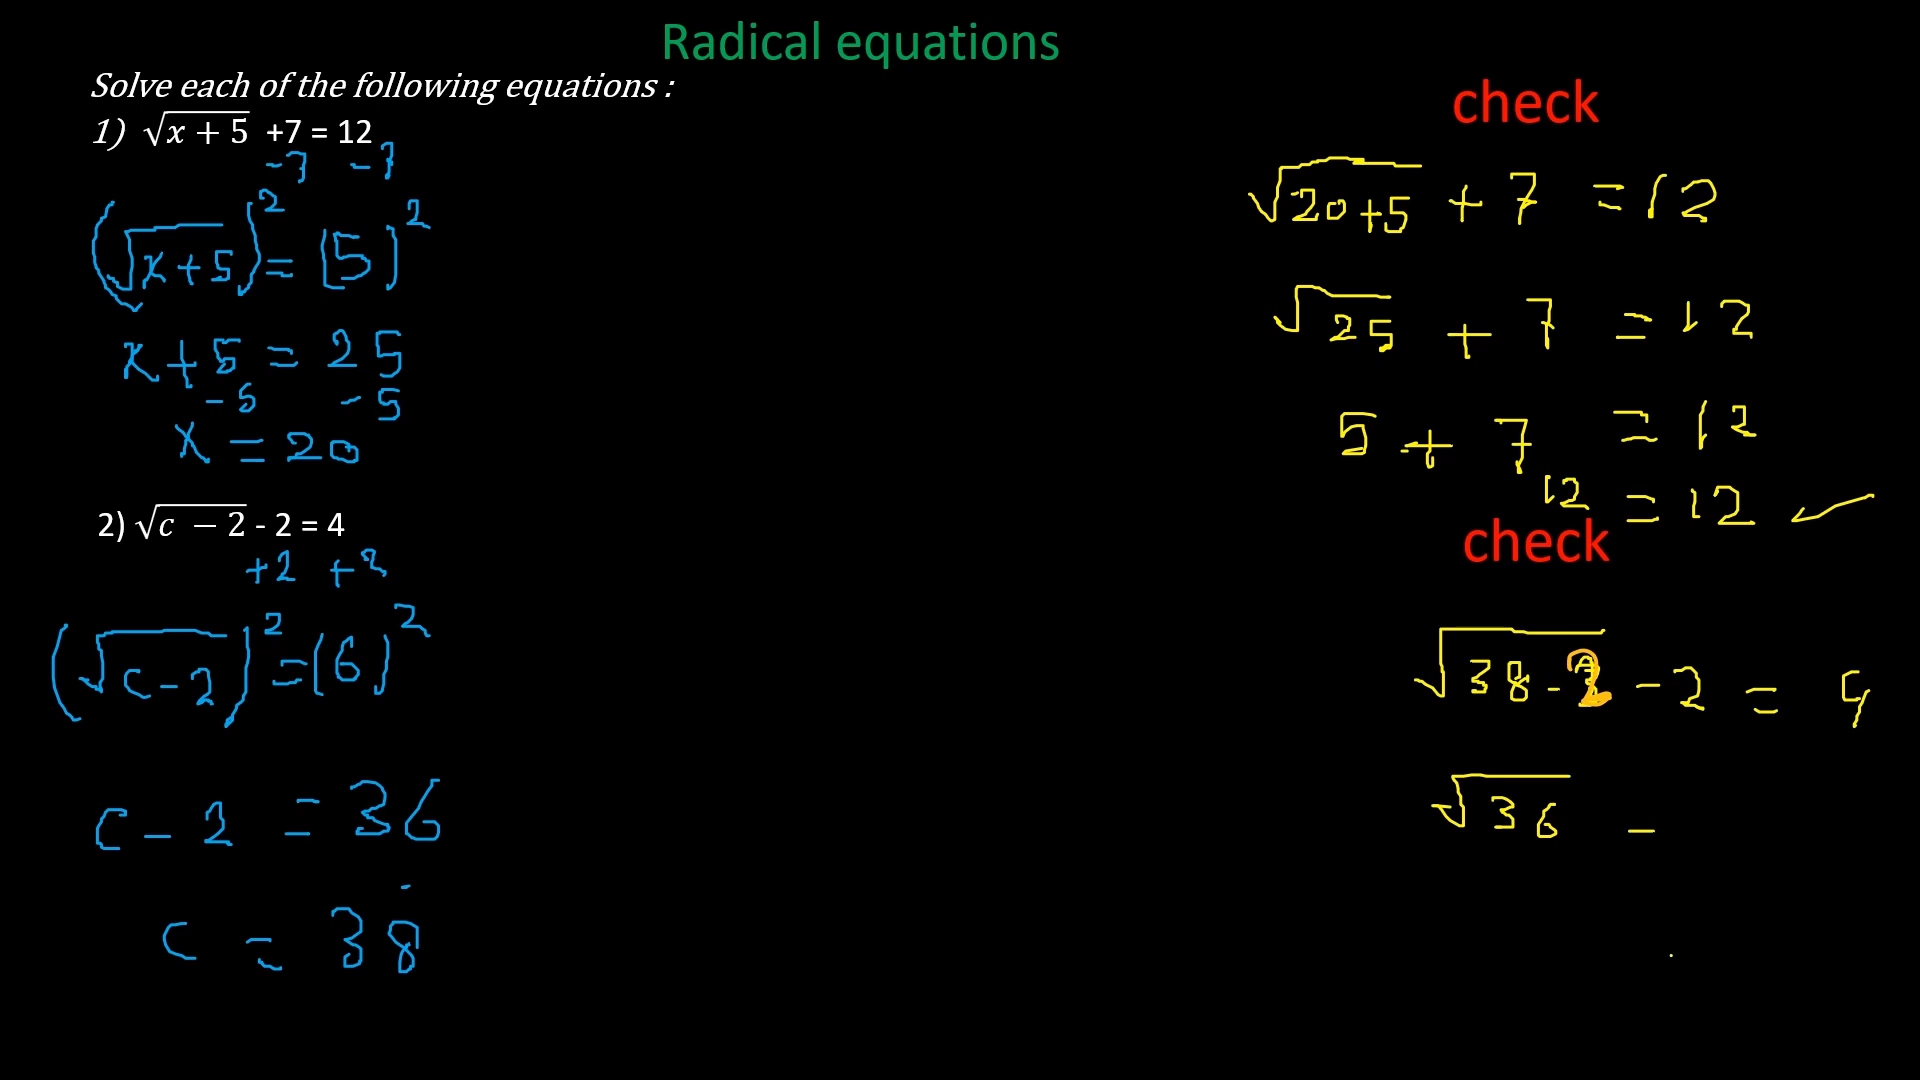 Radical equations
Solve each of the following equations :
1) √x + 5 +7 = 12
-7 -7
(√x+5)² = (5)²
x+5 = 25
-5 -5
x = 20
2) √c - 2 - 2 = 4
+2 +2
(√c-2)² = (6)²
c - 2 = 36
c = 38
check
√20+5 + 7 = 12
√25 + 7 = 12
5 + 7 = 12
12 = 12 ✓
check
√38-2 - 2 = 4
√36 -